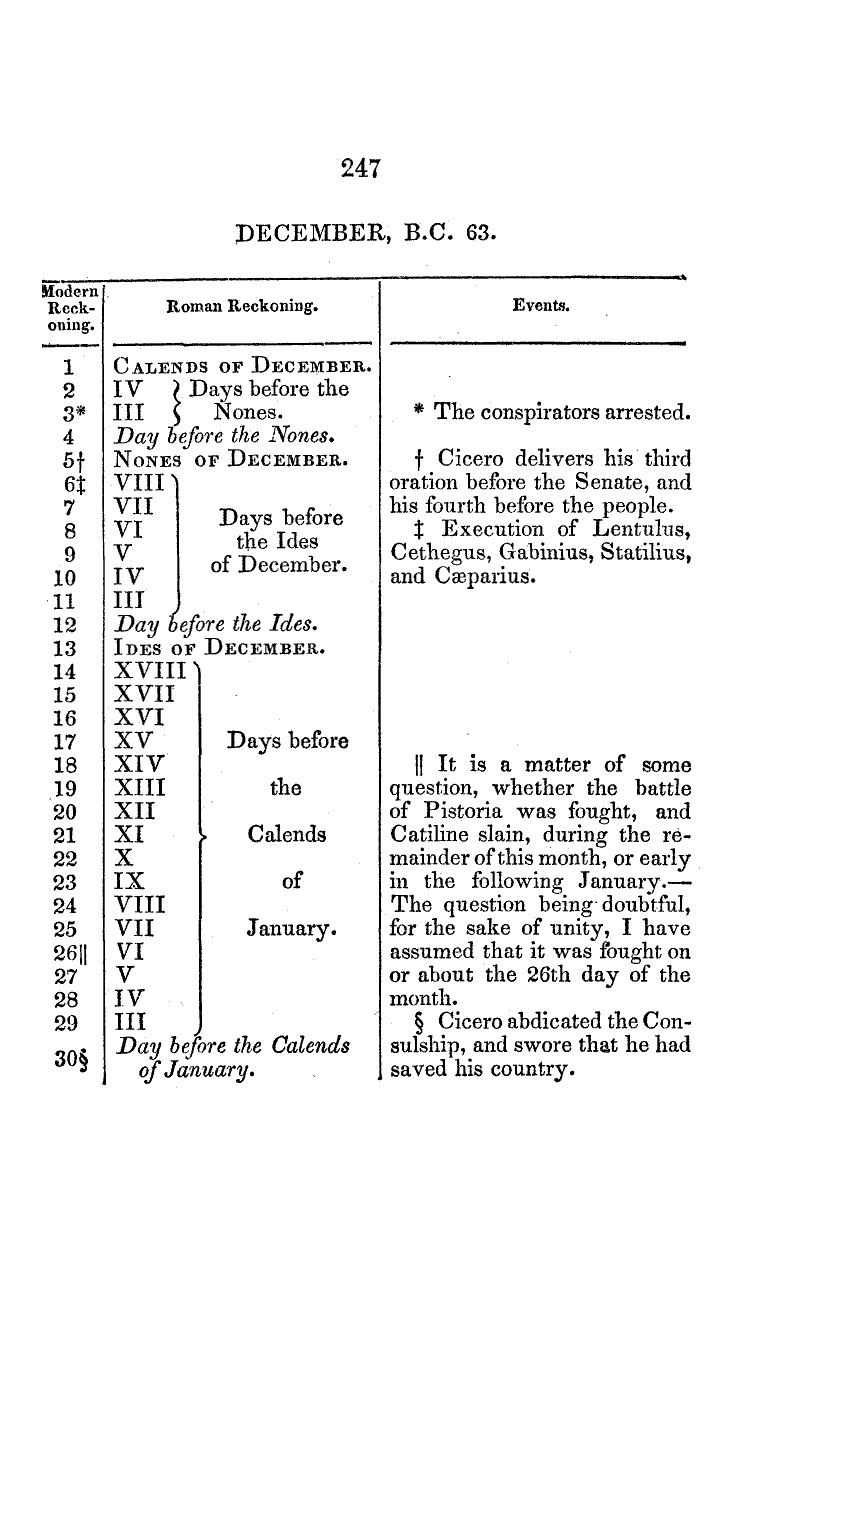 247
DECEMBER, B.C. 63.
Modern Reck-oning.
Roman Reckoning.
Events.
1 CALENDS OF DECEMBER.
2 IV } Days before the
3* III } Nones.
4 Day before the Nones.
5† NONES OF DECEMBER.
6‡ VIII
7 VII
8 VI
9 V
10 IV
11 III
Days before
the Ides
of December.
12 Day before the Ides.
13 IDES OF DECEMBER.
14 XVIII
15 XVII
16 XVI
17 XV
18 XIV
19 XIII
20 XII
21 XI
22 X
23 IX
24 VIII
25 VII
26|| VI
27 V
28 IV
29 III
Days before
the
Calends
of
January.
30§ Day before the Calends
of January.
* The conspirators arrested.
† Cicero delivers his third
oration before the Senate, and
his fourth before the people.
‡ Execution of Lentulus,
Cethegus, Gabinius, Statilius,
and Cæparius.
|| It is a matter of some
question, whether the battle
of Pistoria was fought, and
Catiline slain, during the re-
mainder of this month, or early
in the following January.—
The question being doubtful,
for the sake of unity, I have
assumed that it was fought on
or about the 26th day of the
month.
§ Cicero abdicated the Con-
sulship, and swore that he had
saved his country.